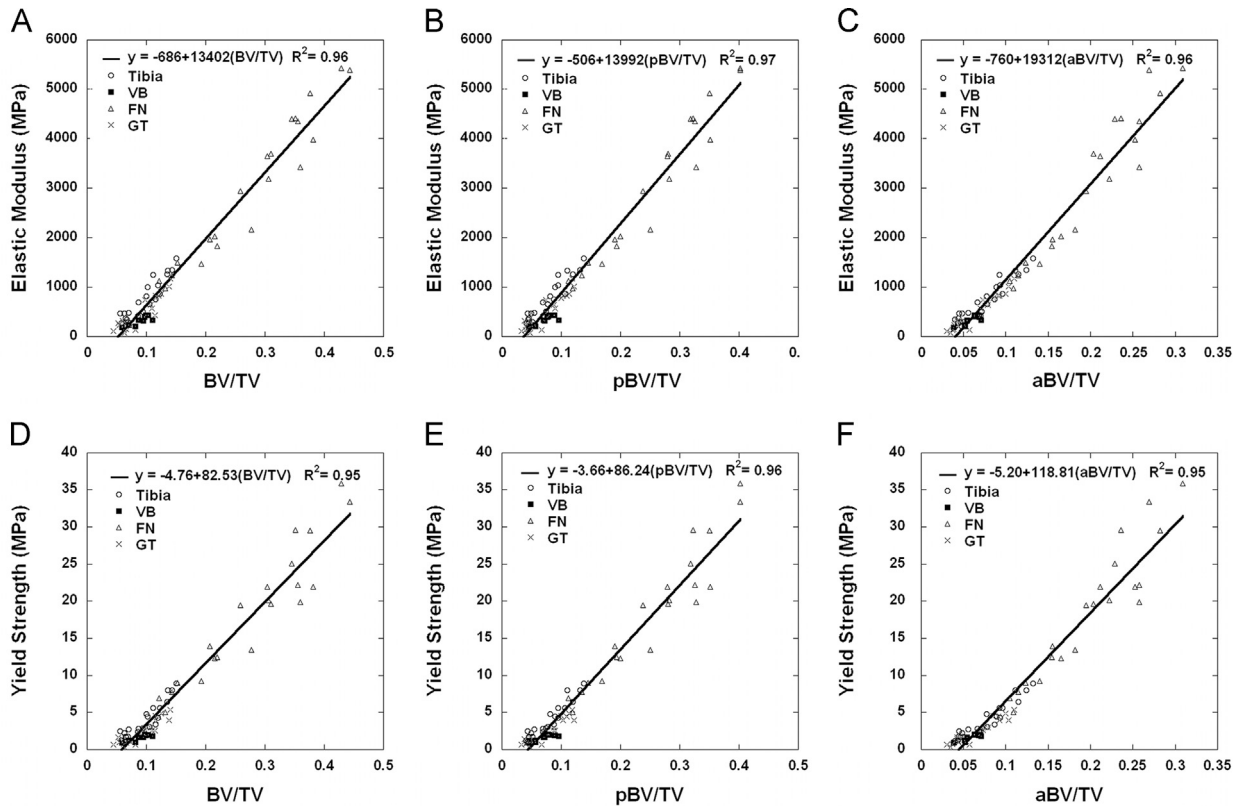 A
y = -686+13402(BV/TV) R²= 0.96
Tibia
VB
FN
GT
Elastic Modulus (MPa)
6000
5000
4000
3000
2000
1000
0
0 0.1 0.2 0.3 0.4 0.5
BV/TV
B
y = -506+13992(pBV/TV) R²= 0.97
Tibia
VB
FN
GT
Elastic Modulus (MPa)
6000
5000
4000
3000
2000
1000
0
0 0.1 0.2 0.3 0.4 0.
pBV/TV
C
y = -760+19312(aBV/TV) R²= 0.96
Tibia
VB
FN
GT
Elastic Modulus (MPa)
6000
5000
4000
3000
2000
1000
0
0 0.05 0.1 0.15 0.2 0.25 0.3 0.35
aBV/TV
D
y = -4.76+82.53(BV/TV) R²= 0.95
Tibia
VB
FN
GT
Yield Strength (MPa)
40
35
30
25
20
15
10
5
0
0 0.1 0.2 0.3 0.4 0.5
BV/TV
E
y = -3.66+86.24(pBV/TV) R²= 0.96
Tibia
VB
FN
GT
Yield Strength (MPa)
40
35
30
25
20
15
10
5
0
0 0.1 0.2 0.3 0.4 0.5
pBV/TV
F
y = -5.20+118.81(aBV/TV) R²= 0.95
Tibia
VB
FN
GT
Yield Strength (MPa)
40
35
30
25
20
15
10
5
0
0 0.05 0.1 0.15 0.2 0.25 0.3 0.35
aBV/TV